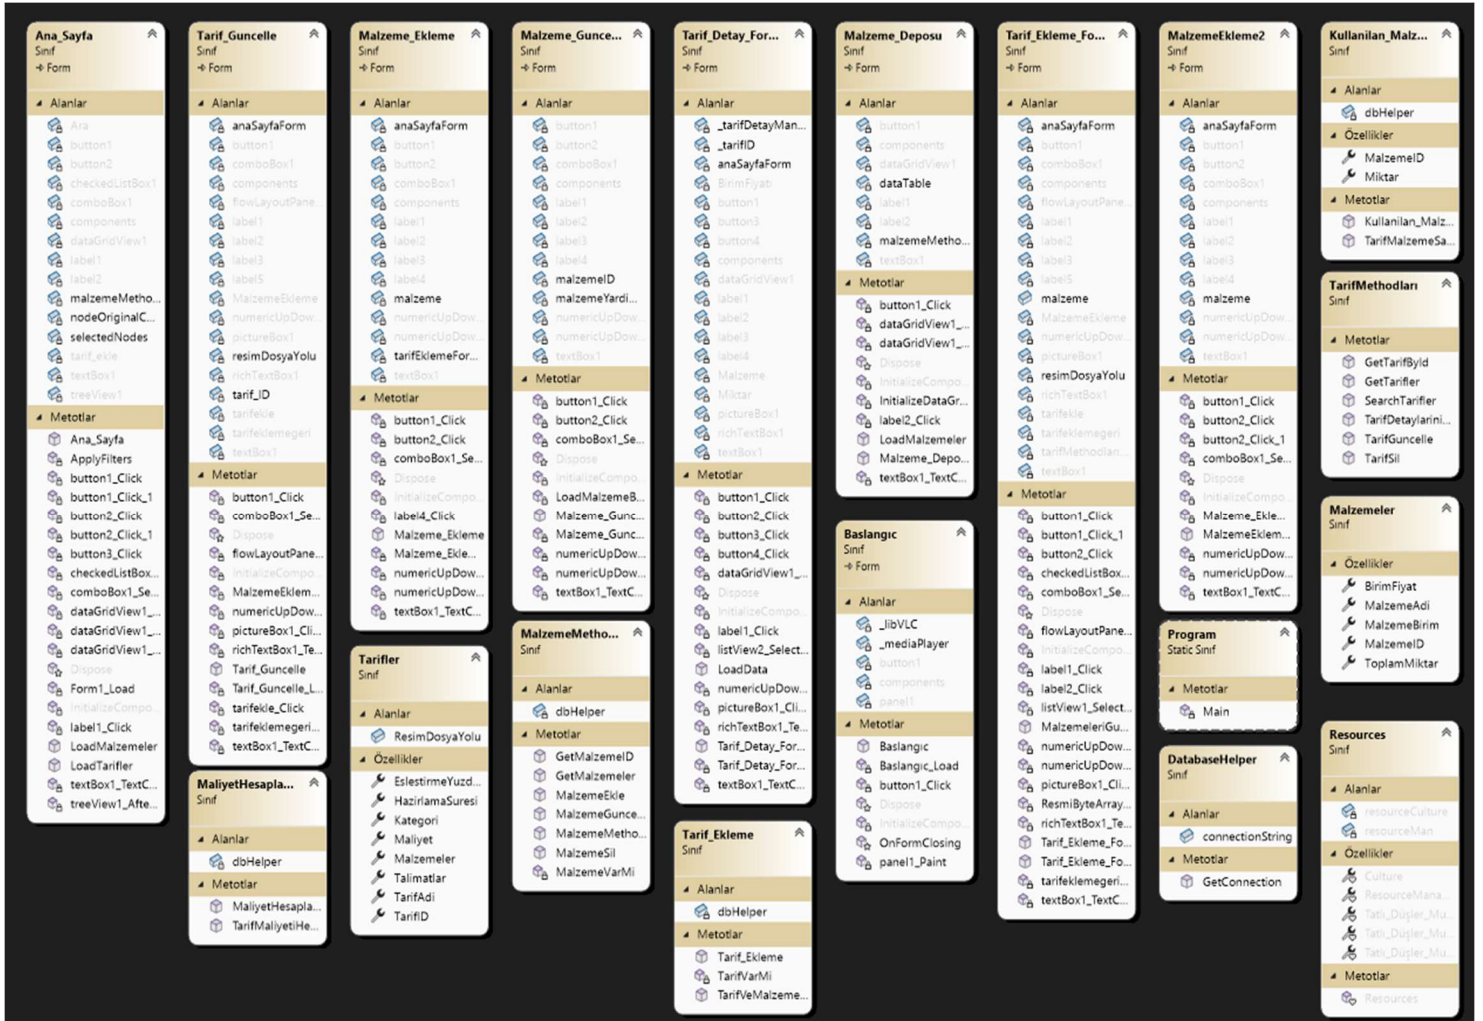 Ana_Sayfa
Sınıf
Form
Alanlar
Ara
button1
button2
checkedListBox1
comboBox1
components
dataGridView1
label1
label2
malzemeMetho...
nodeOriginalC...
selectedNodes
tarif_ekle
textBox1
treeView1
Metotlar
Ana_Sayfa
ApplyFilters
button1_Click
button1_Click_1
button2_Click
button2_Click_1
button3_Click
checkedListBox...
comboBox1_Se...
dataGridView1_...
dataGridView1_...
dataGridView1_...
Dispose
Form1_Load
InitializeCompo...
label1_Click
LoadMalzemeler
LoadTarifler
textBox1_TextC...
treeView1_Afte...
Tarif_Guncelle
Sınıf
Form
Alanlar
anaSayfaForm
button1
comboBox1
components
flowLayoutPane...
label1
label2
label3
label5
MalzemeEkleme
numericUpDow...
pictureBox1
resimDosyaYolu
richTextBox1
tarif_ID
tarifekle
tarifeklemegeri
textBox1
Metotlar
button1_Click
comboBox1_Se...
Dispose
flowLayoutPane...
InitializeCompo...
MalzemeEklem...
numericUpDow...
pictureBox1_Cli...
richTextBox1_Te...
Tarif_Guncelle
Tarif_Guncelle_L...
tarifekle_Click
tarifeklemegeri...
textBox1_TextC...
MaliyetHesapla...
Sınıf
Alanlar
dbHelper
Metotlar
MaliyetHesapla...
TarifMaliyetiHe...
Malzeme_Ekleme
Sınıf
Form
Alanlar
anaSayfaForm
button1
button2
comboBox1
components
label1
label2
label3
label4
malzeme
numericUpDow...
numericUpDow...
tarifEklemeFor...
textBox1
Metotlar
button1_Click
button2_Click
comboBox1_Se...
Dispose
InitializeCompo...
label4_Click
Malzeme_Ekleme
Malzeme_Ekle...
numericUpDow...
numericUpDow...
textBox1_TextC...
Tarifler
Sınıf
Alanlar
ResimDosyaYolu
Özellikler
EslestirmeYuzd...
HazirlamaSuresi
Kategori
Maliyet
Malzemeler
Talimatlar
TarifAdi
TarifID
Malzeme_Gunce...
Sınıf
Form
Alanlar
button1
button2
comboBox1
components
label1
label2
label3
label4
malzemeID
malzemeYardi...
numericUpDow...
numericUpDow...
textBox1
Metotlar
button1_Click
button2_Click
comboBox1_Se...
Dispose
InitializeCompo...
LoadMalzemeB...
Malzeme_Gunc...
Malzeme_Gunc...
numericUpDow...
numericUpDow...
textBox1_TextC...
MalzemeMetho...
Sınıf
Alanlar
dbHelper
Metotlar
GetMalzemeID
GetMalzemeler
MalzemeEkle
MalzemeGunce...
MalzemeMetho...
MalzemeSil
MalzemeVarMi
Tarif_Detay_For...
Sınıf
Form
Alanlar
_tarifDetayMan...
_tarifID
anaSayfaForm
BirimFiyatı
button1
button3
button4
components
dataGridView1
label1
label2
label3
label4
Malzeme
Miktar
pictureBox1
richTextBox1
textBox1
Metotlar
button1_Click
button2_Click
button3_Click
button4_Click
dataGridView1_...
Dispose
InitializeCompo...
label1_Click
listView2_Select...
LoadData
numericUpDow...
pictureBox1_Cli...
richTextBox1_Te...
Tarif_Detay_For...
Tarif_Detay_For...
textBox1_TextC...
Tarif_Ekleme
Sınıf
Alanlar
dbHelper
Metotlar
Tarif_Ekleme
TarifVarMi
TarifVeMalzeme...
Malzeme_Deposu
Sınıf
Form
Alanlar
button1
components
dataGridView1
dataTable
label1
label2
malzemeMetho...
textBox1
Metotlar
button1_Click
dataGridView1_...
dataGridView1_...
Dispose
InitializeCompo...
InitializeDataGr...
label2_Click
LoadMalzemeler
Malzeme_Depo...
textBox1_TextC...
Baslangıc
Sınıf
Form
Alanlar
_libVLC
_mediaPlayer
button1
components
panel1
Metotlar
Baslangıc
Baslangıc_Load
button1_Click
Dispose
InitializeCompo...
OnFormClosing
panel1_Paint
Tarif_Ekleme_Fo...
Sınıf
Form
Alanlar
anaSayfaForm
button1
comboBox1
components
flowLayoutPane...
label1
label2
label3
label5
malzeme
MalzemeEkleme
numericUpDow...
pictureBox1
resimDosyaYolu
richTextBox1
tarifekle
tarifeklemegeri
tarifMethodları...
textBox1
Metotlar
button1_Click
button1_Click_1
button2_Click
checkedListBox...
comboBox1_Se...
Dispose
flowLayoutPane...
InitializeCompo...
label1_Click
label2_Click
listView1_Select...
MalzemeleriGu...
numericUpDow...
numericUpDow...
pictureBox1_Cli...
ResmiByteArray...
richTextBox1_Te...
Tarif_Ekleme_Fo...
Tarif_Ekleme_Fo...
tarifeklemegeri...
textBox1_TextC...
MalzemeEkleme2
Sınıf
Form
Alanlar
anaSayfaForm
button1
button2
comboBox1
components
label1
label2
label3
label4
malzeme
numericUpDow...
numericUpDow...
textBox1
Metotlar
button1_Click
button2_Click
button2_Click_1
comboBox1_Se...
Dispose
InitializeCompo...
Malzeme_Ekle...
MalzemeEklem...
numericUpDow...
numericUpDow...
textBox1_TextC...
Program
Static Sınıf
Metotlar
Main
DatabaseHelper
Sınıf
Alanlar
connectionString
Metotlar
GetConnection
Kullanilan_Malz...
Sınıf
Alanlar
dbHelper
Özellikler
MalzemeID
Miktar
Metotlar
Kullanilan_Malz...
TarifMalzemeSa...
TarifMethodları
Sınıf
Metotlar
GetTarifById
GetTarifler
SearchTarifler
TarifDetaylarini...
TarifGuncelle
TarifSil
Malzemeler
Sınıf
Özellikler
BirimFiyat
MalzemeAdi
MalzemeBirim
MalzemeID
ToplamMiktar
Resources
Sınıf
Alanlar
resourceCulture
resourceMan
Özellikler
Culture
ResourceMana...
Tatlı_Düşler_Mu...
Tatlı_Düşler_Mu...
Tatlı_Düşler_Mu...
Metotlar
Resources